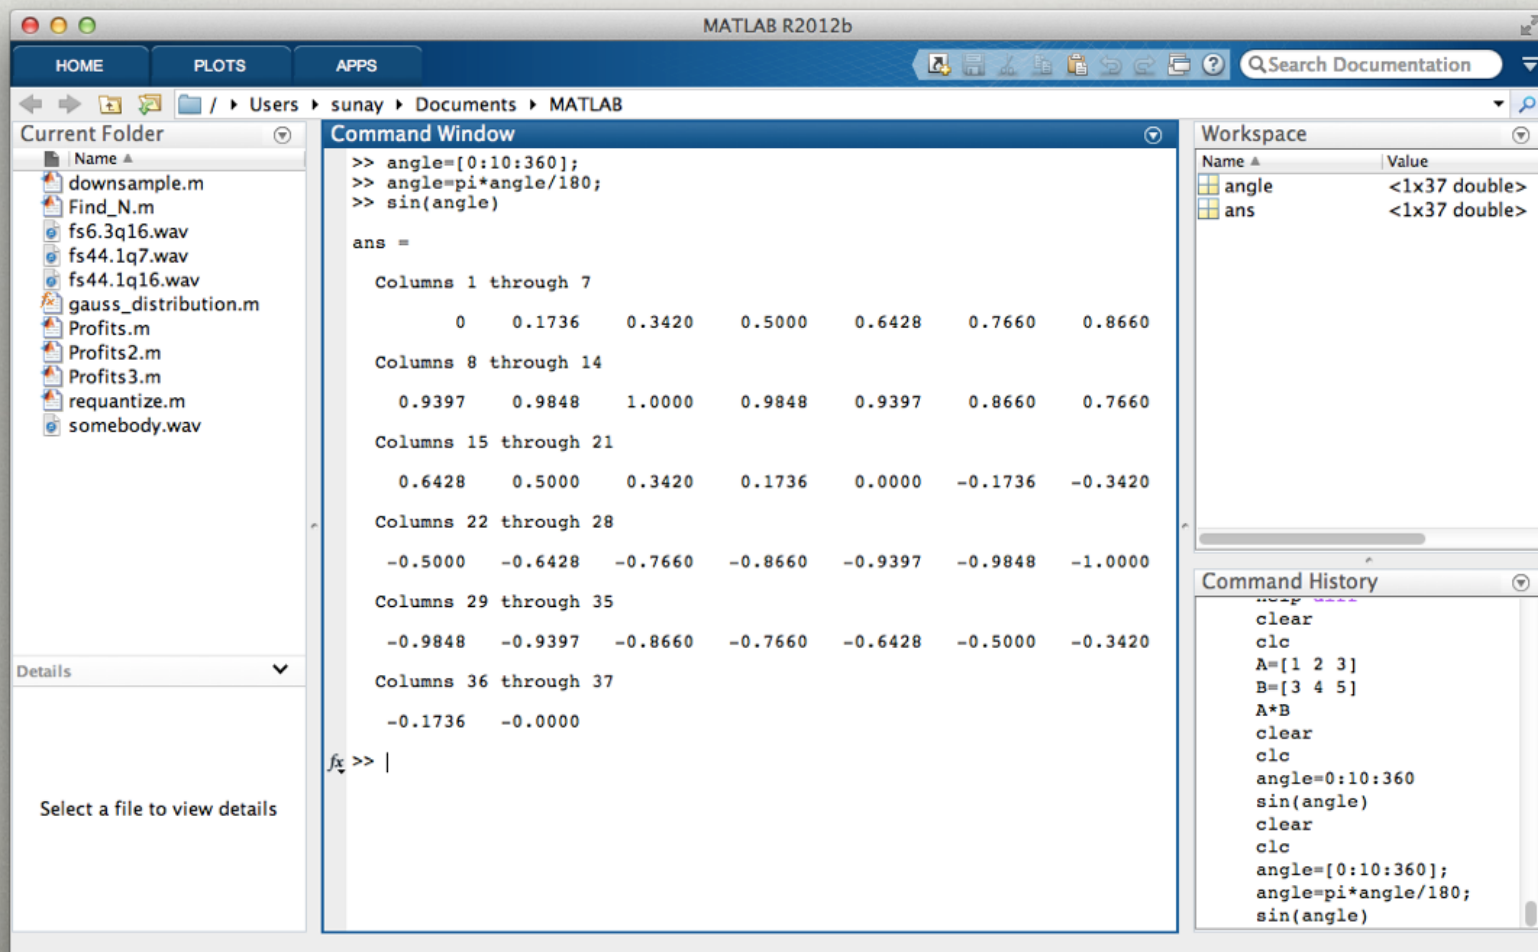 MATLAB R2012b
HOME PLOTS APPS
Search Documentation
/ Users sunay Documents MATLAB
Current Folder
Name
downsample.m
Find_N.m
fs6.3q16.wav
fs44.1q7.wav
fs44.1q16.wav
gauss_distribution.m
Profits.m
Profits2.m
Profits3.m
requantize.m
somebody.wav
Details
Select a file to view details
Command Window
>> angle=[0:10:360];
>> angle=pi*angle/180;
>> sin(angle)
ans =
Columns 1 through 7
0 0.1736 0.3420 0.5000 0.6428 0.7660 0.8660
Columns 8 through 14
0.9397 0.9848 1.0000 0.9848 0.9397 0.8660 0.7660
Columns 15 through 21
0.6428 0.5000 0.3420 0.1736 0.0000 -0.1736 -0.3420
Columns 22 through 28
-0.5000 -0.6428 -0.7660 -0.8660 -0.9397 -0.9848 -1.0000
Columns 29 through 35
-0.9848 -0.9397 -0.8660 -0.7660 -0.6428 -0.5000 -0.3420
Columns 36 through 37
-0.1736 -0.0000
fx >>
Workspace
Name Value
angle <1x37 double>
ans <1x37 double>
Command History
clear
clc
A=[1 2 3]
B=[3 4 5]
A*B
clear
clc
angle=0:10:360
sin(angle)
clear
clc
angle=[0:10:360];
angle=pi*angle/180;
sin(angle)